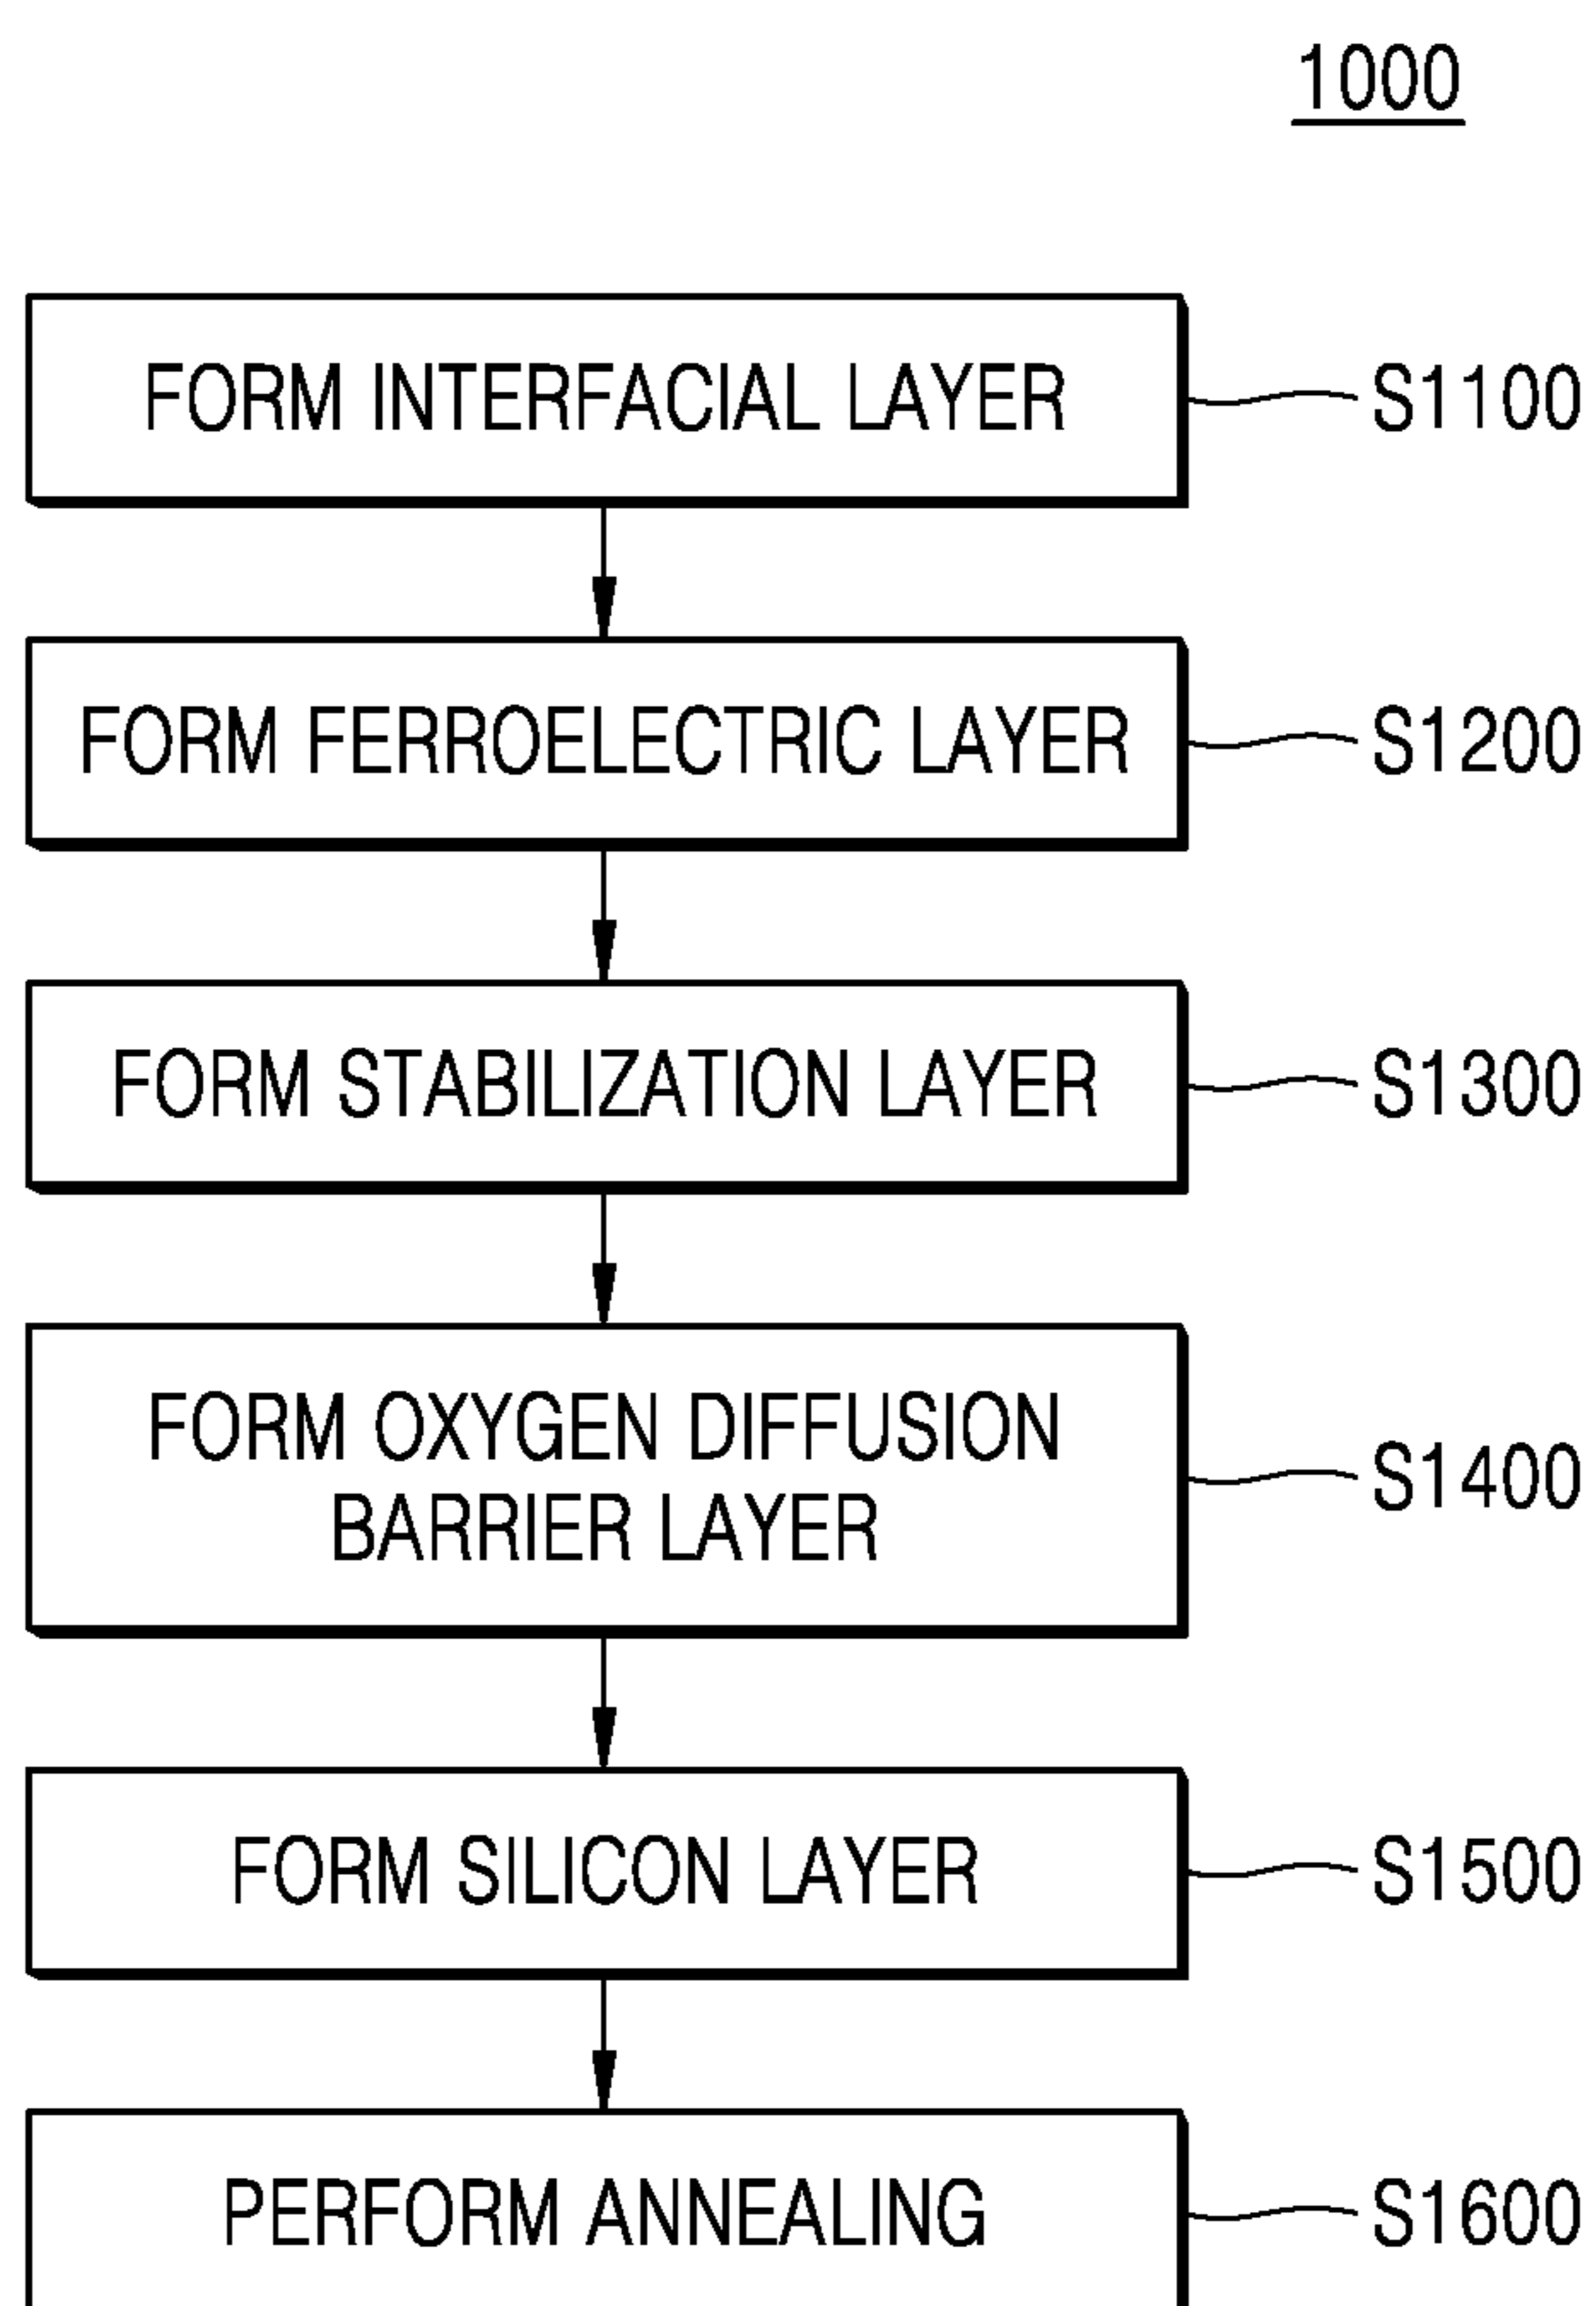 1000
FORM INTERFACIAL LAYER
S1100
FORM FERROELECTRIC LAYER
S1200
FORM STABILIZATION LAYER
S1300
FORM OXYGEN DIFFUSION
BARRIER LAYER
S1400
FORM SILICON LAYER
S1500
PERFORM ANNEALING
S1600